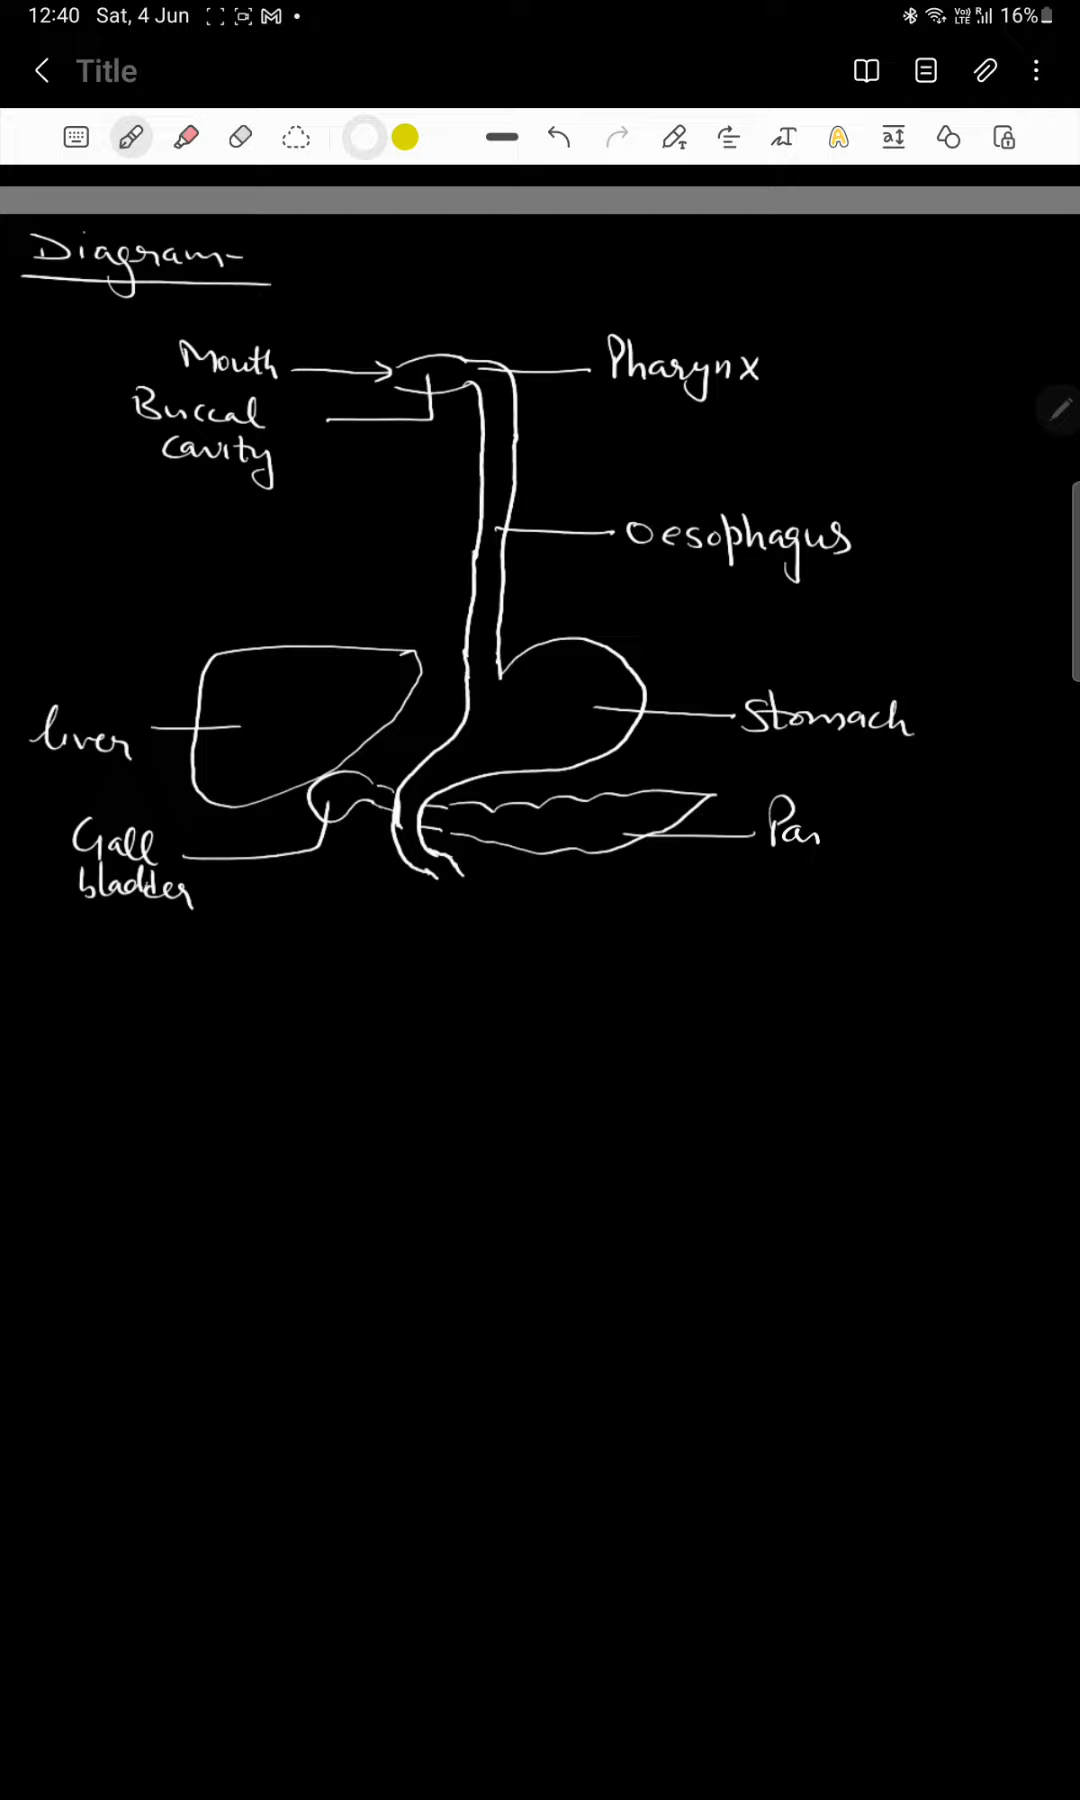 12:40 Sat, 4 Jun
16%
Title
Diagram-
Mouth
Pharynx
Buccal
cavity
Oesophagus
liver
Stomach
Gall
bladder
Pan